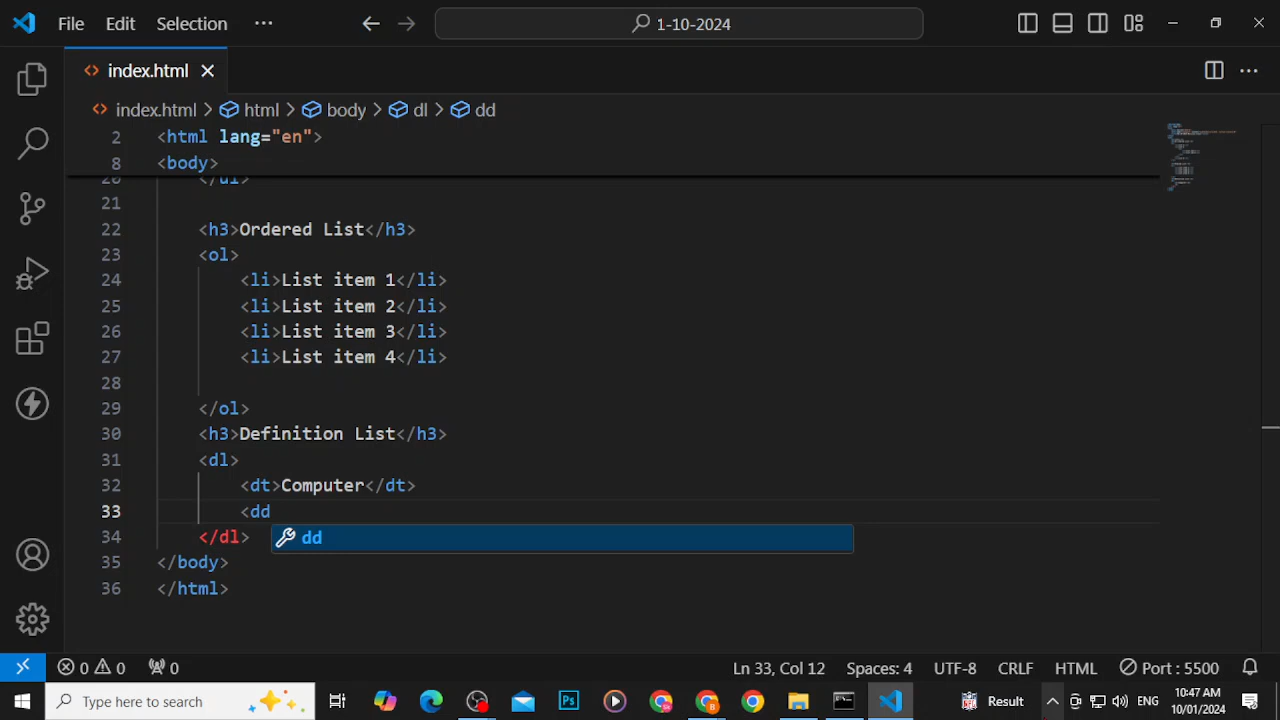 File Edit Selection ··· 1-10-2024
index.html
index.html > html > body > dl > dd
2 <html lang="en">
8 <body>
20 </ul>
21
22 <h3>Ordered List</h3>
23 <ol>
24 <li>List item 1</li>
25 <li>List item 2</li>
26 <li>List item 3</li>
27 <li>List item 4</li>
28
29 </ol>
30 <h3>Definition List</h3>
31 <dl>
32 <dt>Computer</dt>
33 <dd
34 </dl>
dd
35 </body>
36 </html>
0 0 0 Ln 33, Col 12 Spaces: 4 UTF-8 CRLF HTML Port : 5500
Type here to search Ps Result ENG 10:47 AM
10/01/2024